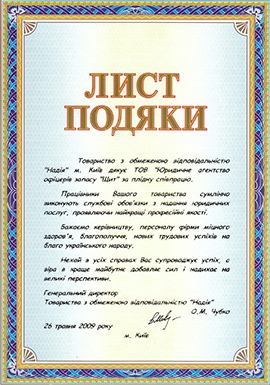 ЛИСТ
ПОДЯКИ
Товариство з обмеженою відповідальністю
"Надія" м. Київ дякує ТОВ "Юридичне агентство
офіцерів запасу "Щит" за плідну співпрацю.
Працівники Вашого товариства сумлінно
виконують службові обов'язки з надання юридичних
послуг, проявляючи найкращі професійні якості.
Бажаємо керівництву, персоналу фірми міцного
здоров'я, благополуччя, нових трудових успіхів на
благо українського народу.
Нехай в усіх справах Вас супроводжує успіх, а
віра в краще майбутнє додавляє сил і надихає на
великі перспективи.
Генеральний директор
Товариства з обмеженою відповідальністю "Надія"
О.М. Чубко
26 травня 2009 року
м. Київ